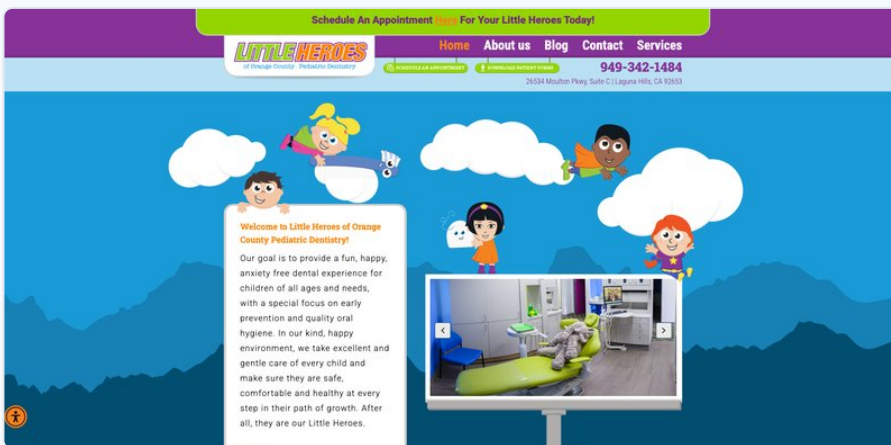 Schedule An Appointment Here For Your Little Heroes Today!
LITTLE HEROES
of Orange County Pediatric Dentistry
Home About us Blog Contact Services
SCHEDULE AN APPOINTMENT DOWNLOAD PATIENT FORMS
949-342-1484
26534 Moulton Pkwy, Suite C | Laguna Hills, CA 92653
Welcome to Little Heroes of Orange
County Pediatric Dentistry!
Our goal is to provide a fun, happy,
anxiety free dental experience for
children of all ages and needs,
with a special focus on early
prevention and quality oral
hygiene. In our kind, happy
environment, we take excellent and
gentle care of every child and
make sure they are safe,
comfortable and healthy at every
step in their path of growth. After
all, they are our Little Heroes.